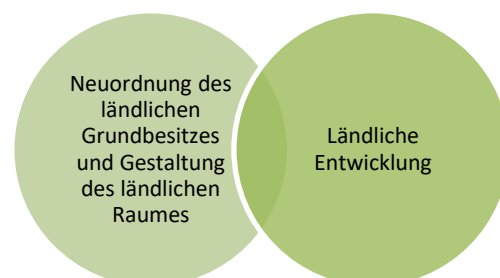 Neuordnung des
ländlichen
Grundbesitzes
und Gestaltung
des ländlichen
Raumes
Ländliche
Entwicklung